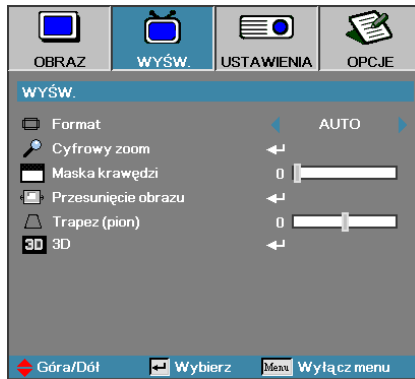 OBRAZ WYŚW. USTAWIENIA OPCJE
WYŚW.
Format AUTO
Cyfrowy zoom
Maska krawędzi 0
Przesunięcie obrazu
Trapez (pion) 0
3D 3D
Góra/Dół Wybierz Menu Wyłącz menu